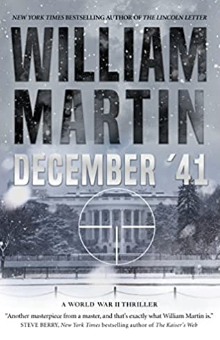 NEW YORK TIMES BESTSELLING AUTHOR OF THE LINCOLN LETTER
WILLIAM
MARTIN
DECEMBER '41
A WORLD WAR II THRILLER
"Another masterpiece from a master, and that's exactly what William Martin is."
STEVE BERRY, New York Times bestselling author of The Kaiser's Web